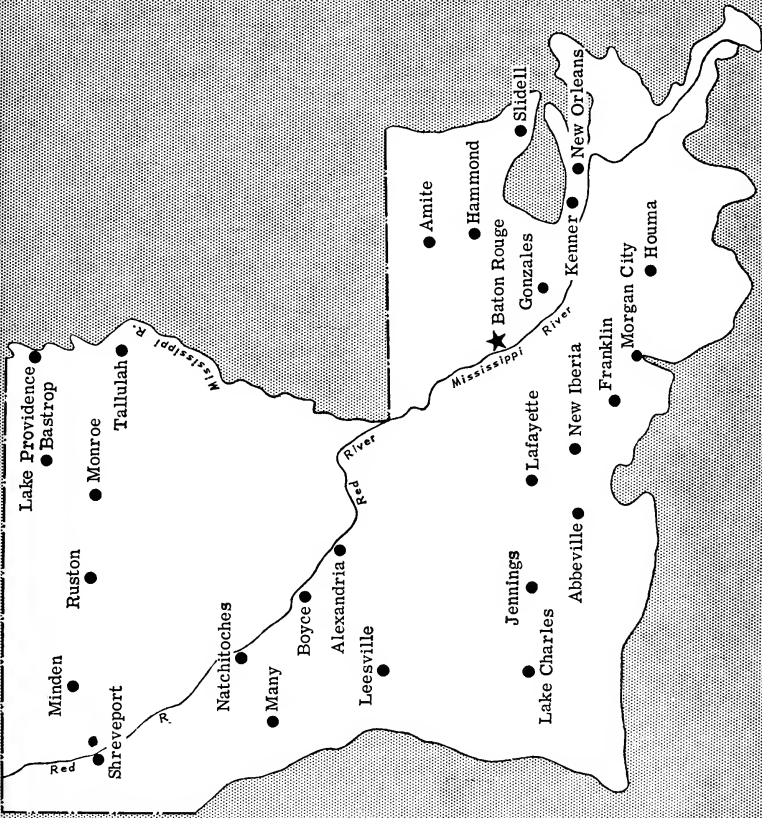 Lake Providence
Bastrop
Monroe
Tallulah
Mississippi R.
Ruston
Minden
Shreveport
Red
R.
Natchitoches
Many
Boyce
Alexandria
Leesville
Red
River
Amite
Hammond
Slidell
Baton Rouge
Gonzales
Kenner
New Orleans
Mississippi
River
Lafayette
New Iberia
Franklin
Morgan City
Houma
Jennings
Abbeville
Lake Charles